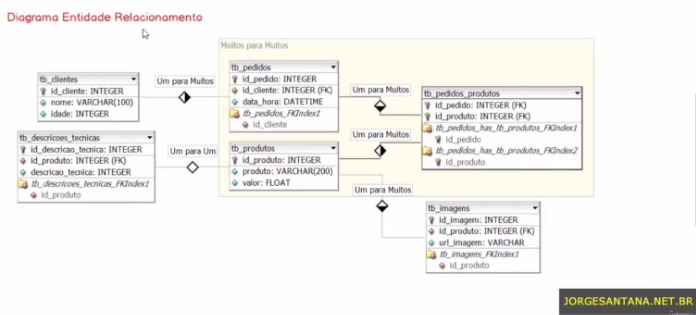 Diagrama Entidade Relacionamento
Muitos para Muitos
tb_clientes
id_cliente: INTEGER
nome: VARCHAR(100)
idade: INTEGER
Um para Muitos
tb_pedidos
id_pedido: INTEGER
id_cliente: INTEGER (FK)
data_hora: DATETIME
tb_pedidos_FKIndex1
id_cliente
Um para Muitos
tb_pedidos_produtos
id_pedido: INTEGER (FK)
id_produto: INTEGER (FK)
tb_pedidos_has_tb_produtos_FKIndex1
id_pedido
tb_pedidos_has_tb_produtos_FKIndex2
id_produto
tb_descricoes_tecnicas
id_descricao_tecnica: INTEGER
id_produto: INTEGER (FK)
descricao_tecnica: INTEGER
tb_descricoes_tecnicas_FKIndex1
id_produto
Um para Um
tb_produtos
id_produto: INTEGER
produto: VARCHAR(200)
valor: FLOAT
Um para Muitos
Um para Muitos
tb_imagens
id_imagem: INTEGER
id_produto: INTEGER (FK)
url_imagem: VARCHAR
tb_imagens_FKIndex1
id_produto
JORGESANTANA.NET.BR